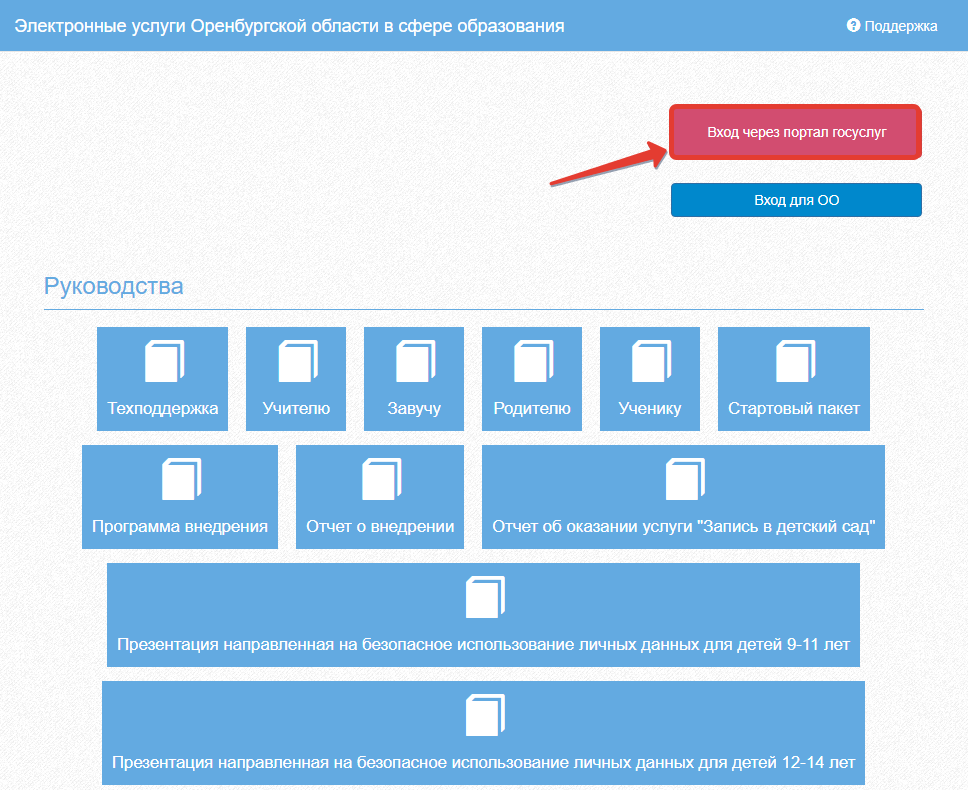 Электронные услуги Оренбургской области в сфере образования
Поддержка
Вход через портал госуслуг
Вход для ОО
Руководства
Техподдержка
Учителю
Завучу
Родителю
Ученику
Стартовый пакет
Программа внедрения
Отчет о внедрении
Отчет об оказании услуги "Запись в детский сад"
Презентация направленная на безопасное использование личных данных для детей 9-11 лет
Презентация направленная на безопасное использование личных данных для детей 12-14 лет